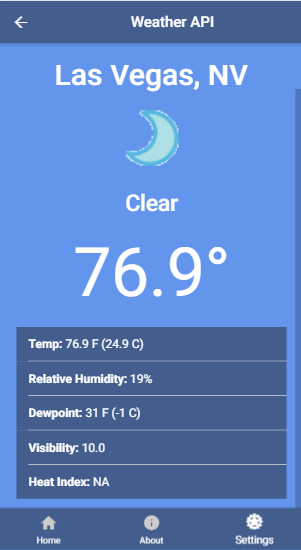 Weather API
Las Vegas, NV
Clear
76.9°
Temp: 76.9 F (24.9 C)
Relative Humidity: 19%
Dewpoint: 31 F (-1 C)
Visibility: 10.0
Heat Index: NA
Home About Settings